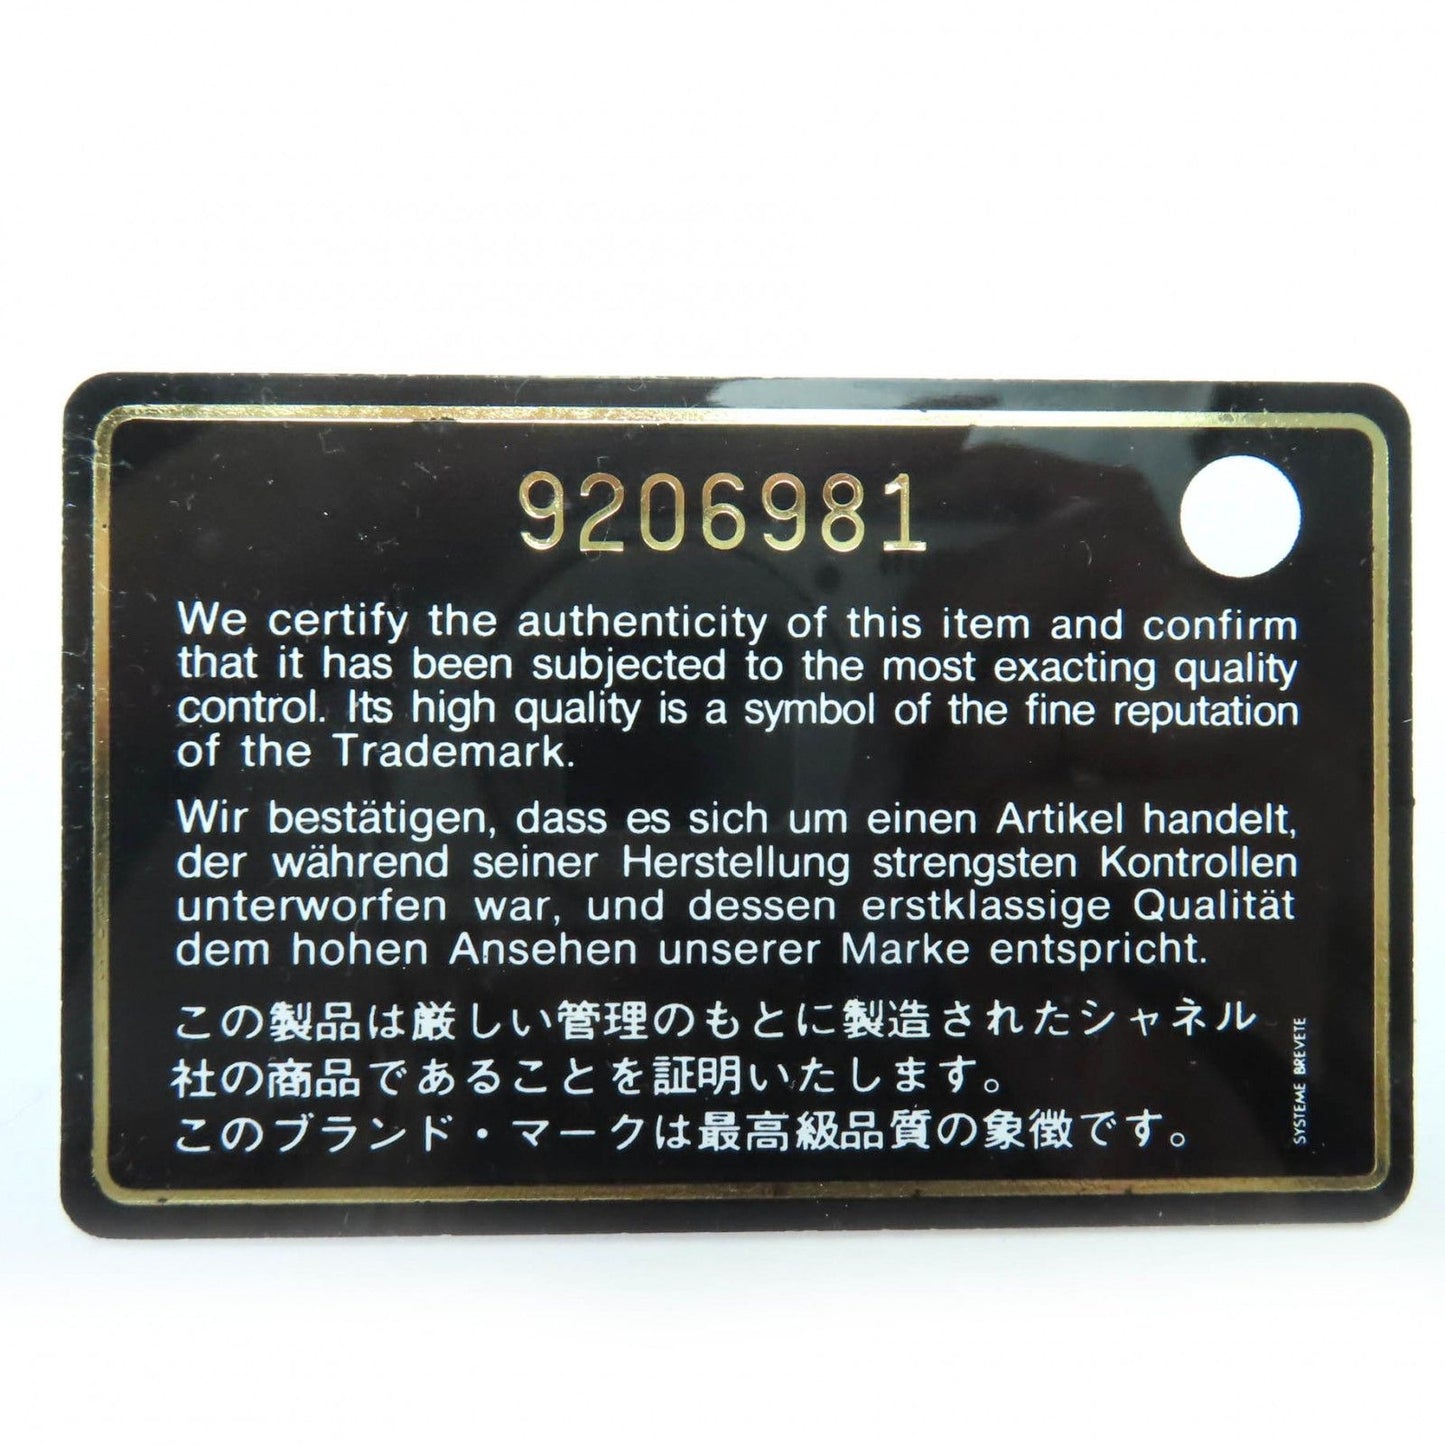 9206981
We certify the authenticity of this item and confirm
that it has been subjected to the most exacting quality
control. Its high quality is a symbol of the fine reputation
of the Trademark.
Wir bestätigen, dass es sich um einen Artikel handelt,
der während seiner Herstellung strengsten Kontrollen
unterworfen war, und dessen erstklassige Qualität
dem hohen Ansehen unserer Marke entspricht.
この製品は厳しい管理のもとに製造されたシャネル
社の商品であることを証明いたします。
このブランド・マークは最高級品質の象徴です。
SYSTEME BREVETE